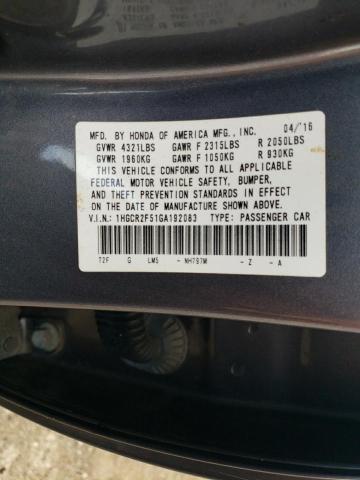 MFD. BY HONDA OF AMERICA MFG., INC. 04/'16
GVWR 4321LBS GAWR F 2315LBS R 2050LBS
GVWR 1960KG GAWR F 1050KG R 930KG
THIS VEHICLE CONFORMS TO ALL APPLICABLE
FEDERAL MOTOR VEHICLE SAFETY, BUMPER,
AND THEFT PREVENTION STANDARDS IN EFFECT
ON THE DATE OF MANUFACTURE SHOWN ABOVE.
V.I.N.: 1HGCR2F51GA192083 TYPE: PASSENGER CAR
T2F G LM5 - NH797M - Z - A